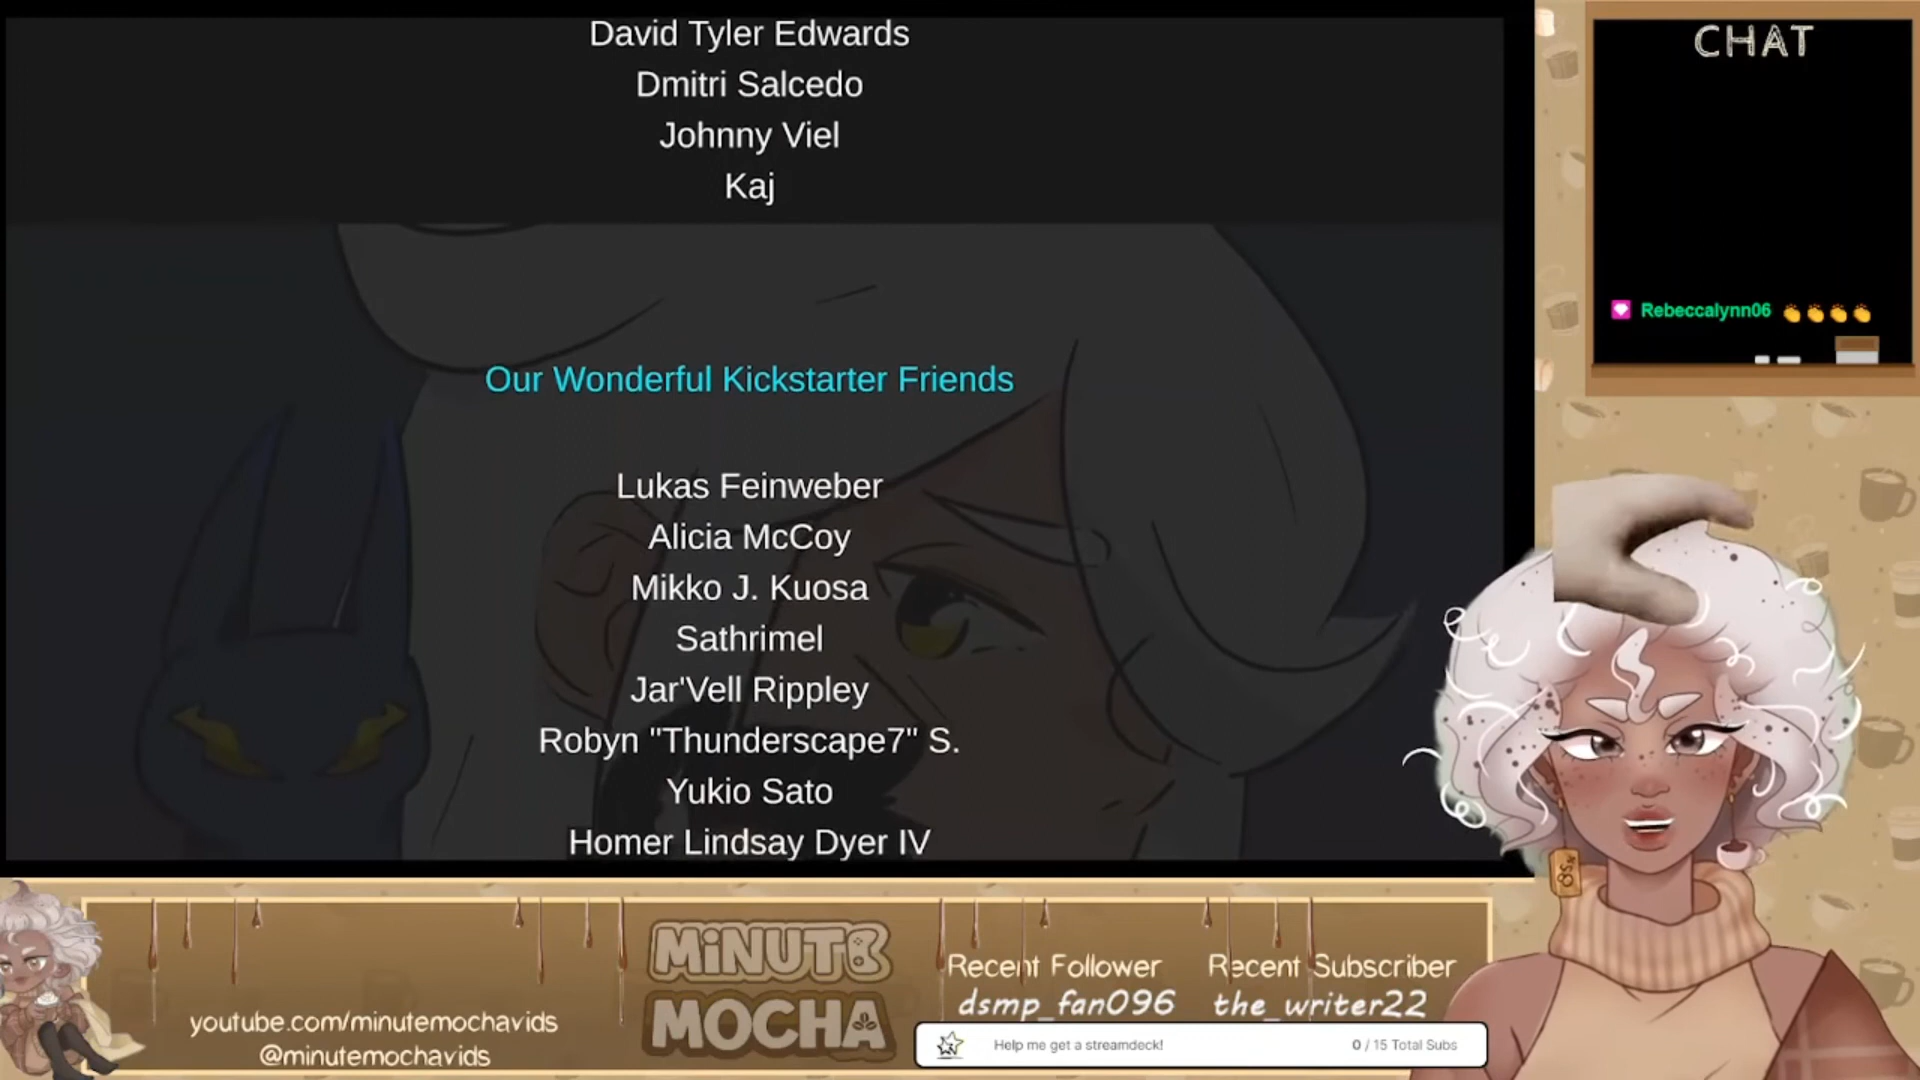 David Tyler Edwards
Dmitri Salcedo
Johnny Viel
Kaj
Our Wonderful Kickstarter Friends
Lukas Feinweber
Alicia McCoy
Mikko J. Kuosa
Sathrimel
Jar'Vell Rippley
Robyn "Thunderscape7" S.
Yukio Sato
Homer Lindsay Dyer IV
CHAT
Rebeccalynn06 👏👏👏👏
youtube.com/minutemochavids
@minutemochavids
MINUTE
MOCHA
Recent Follower
dsmp_fan096
Recent Subscriber
the_writer22
Help me get a streamdeck!
0 / 15 Total Subs